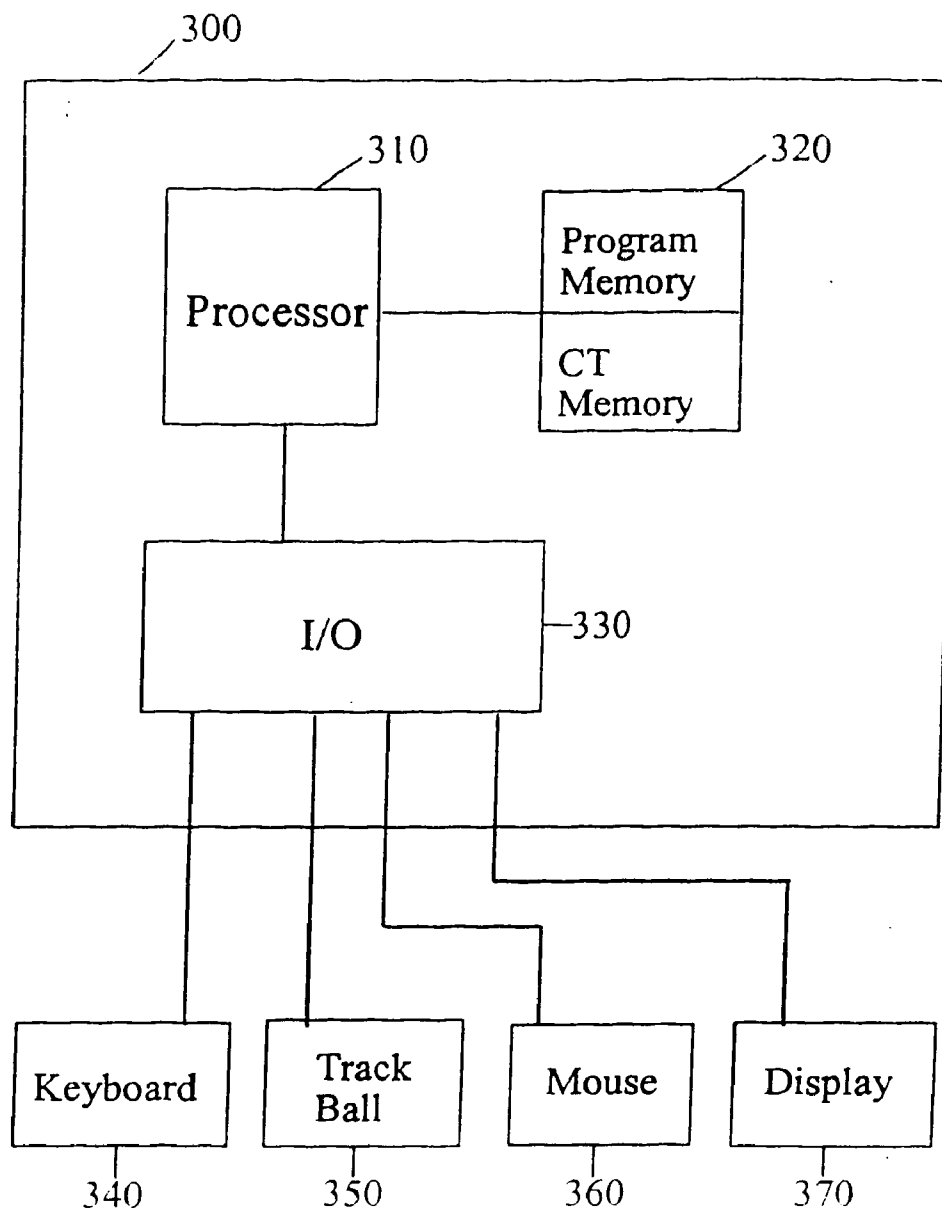 300
310
320
Processor
Program
Memory
CT
Memory
I/O
330
Keyboard
Track
Ball
Mouse
Display
340
350
360
370